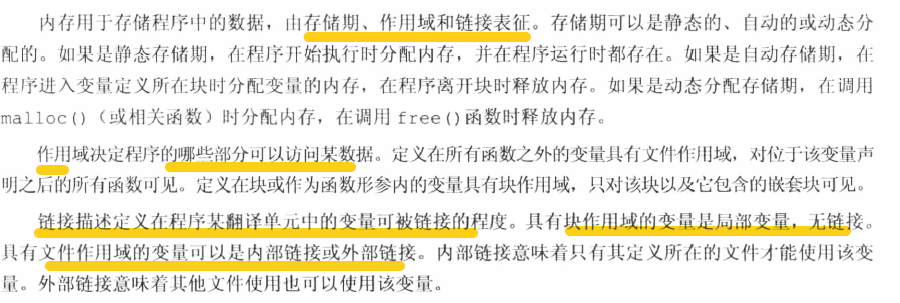 内存用于存储程序中的数据，由存储期、作用域和链接表征。存储期可以是静态的、自动的或动态分
配的。如果是静态存储期，在程序开始执行时分配内存，并在程序运行时都存在。如果是自动存储期，在
程序进入变量定义所在块时分配变量的内存，在程序离开块时释放内存。如果是动态分配存储期，在调用
malloc()（或相关函数）时分配内存，在调用 free()函数时释放内存。
作用域决定程序的哪些部分可以访问某数据。定义在所有函数之外的变量具有文件作用域，对位于该变量声
明之后的所有函数可见。定义在块或作为函数形参内的变量具有块作用域，只对该块以及它包含的嵌套块可见。
链接描述定义在程序某翻译单元中的变量可被链接的程度。具有块作用域的变量是局部变量，无链接。
具有文件作用域的变量可以是内部链接或外部链接。内部链接意味着只有其定义所在的文件才能使用该变
量。外部链接意味着其他文件使用也可以使用该变量。